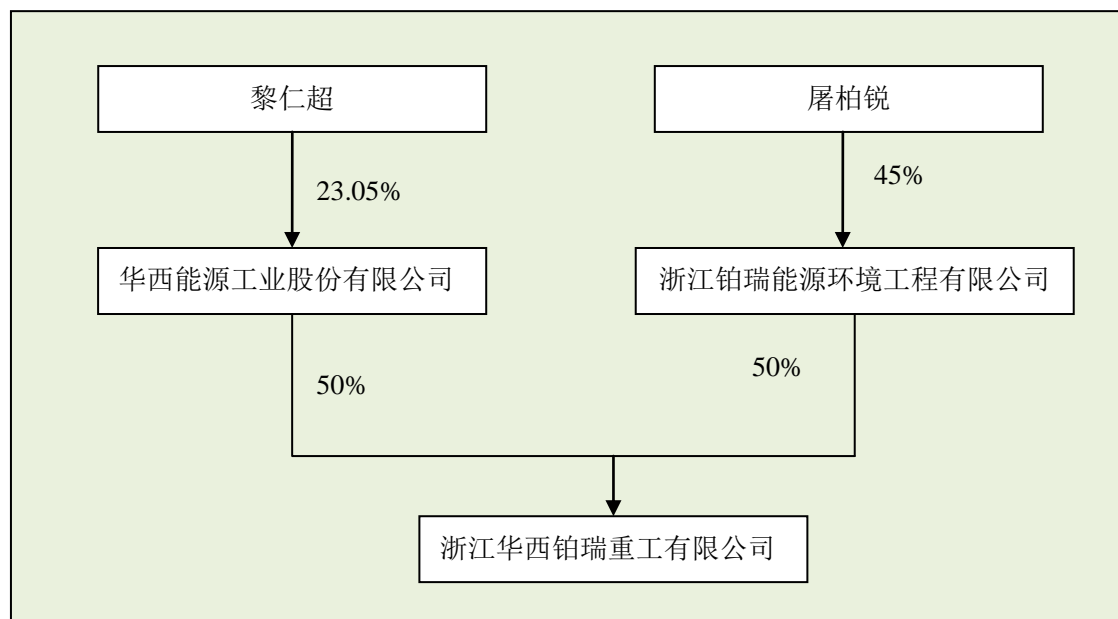 黎仁超
屠柏锐
23.05%
45%
华西能源工业股份有限公司
浙江铂瑞能源环境工程有限公司
50%
50%
浙江华西铂瑞重工有限公司